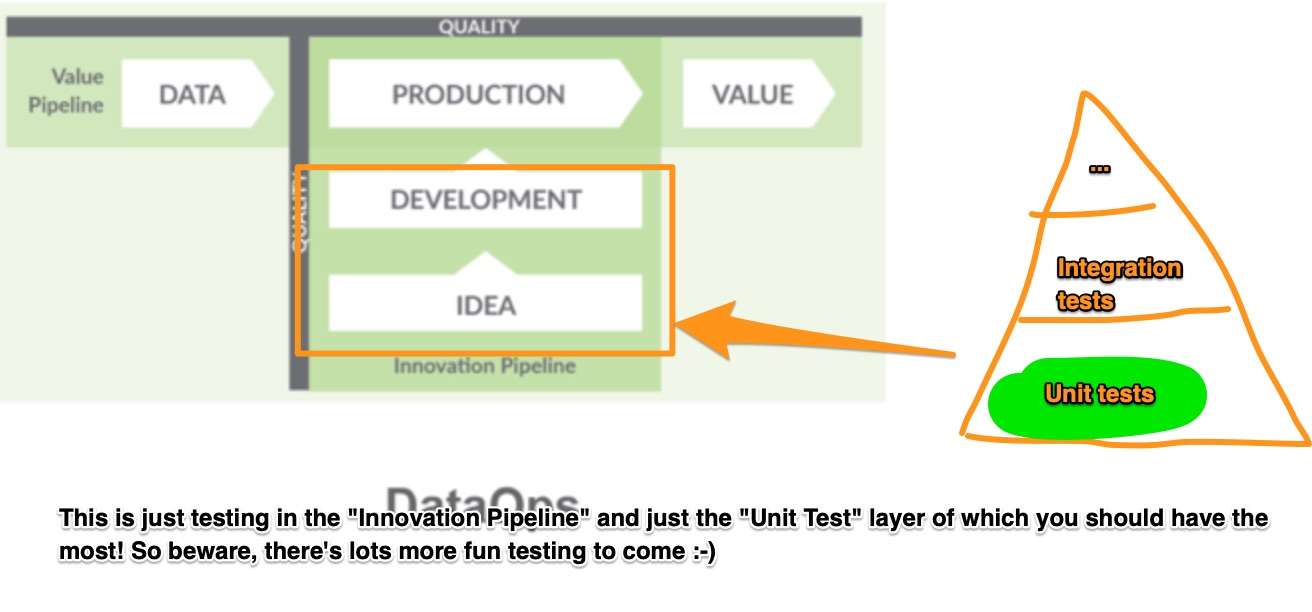 QUALITY
Value
Pipeline
DATA
PRODUCTION
VALUE
QUALITY
DEVELOPMENT
IDEA
Innovation Pipeline
...
Integration
tests
Unit tests
DataOps
This is just testing in the "Innovation Pipeline" and just the "Unit Test" layer of which you should have the
most! So beware, there's lots more fun testing to come :-)